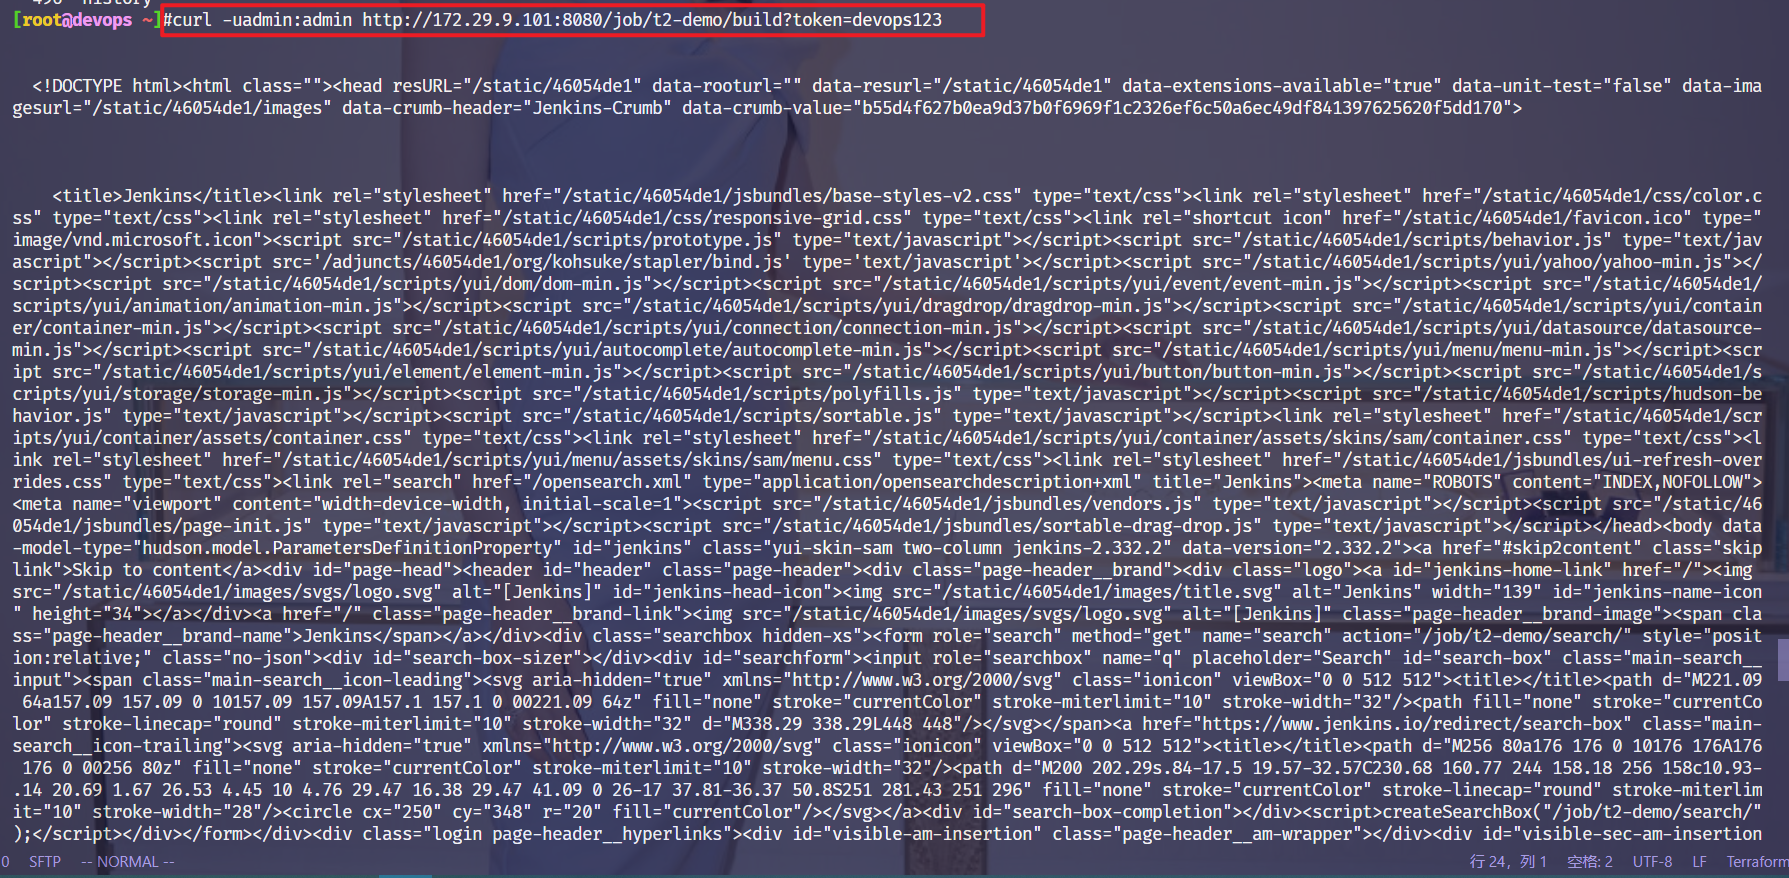 490  history
[root@devops ~]#curl -uadmin:admin http://172.29.9.101:8080/job/t2-demo/build?token=devops123
<!DOCTYPE html><html class=""><head resURL="/static/46054de1" data-rooturl="" data-resurl="/static/46054de1" data-extensions-available="true" data-unit-test="false" data-ima
gesurl="/static/46054de1/images" data-crumb-header="Jenkins-Crumb" data-crumb-value="b55d4f627b0ea9d37b0f6969f1c2326ef6c50a6ec49df841397625620f5dd170">
<title>Jenkins</title><link rel="stylesheet" href="/static/46054de1/jsbundles/base-styles-v2.css" type="text/css"><link rel="stylesheet" href="/static/46054de1/css/color.c
ss" type="text/css"><link rel="stylesheet" href="/static/46054de1/css/responsive-grid.css" type="text/css"><link rel="shortcut icon" href="/static/46054de1/favicon.ico" type="
image/vnd.microsoft.icon"><script src="/static/46054de1/scripts/prototype.js" type="text/javascript"></script><script src="/static/46054de1/scripts/behavior.js" type="text/jav
ascript"></script><script src='/adjuncts/46054de1/org/kohsuke/stapler/bind.js' type='text/javascript'></script><script src="/static/46054de1/scripts/yui/yahoo/yahoo-min.js"></
script><script src="/static/46054de1/scripts/yui/dom/dom-min.js"></script><script src="/static/46054de1/scripts/yui/event/event-min.js"></script><script src="/static/46054de1/
scripts/yui/animation/animation-min.js"></script><script src="/static/46054de1/scripts/yui/dragdrop/dragdrop-min.js"></script><script src="/static/46054de1/scripts/yui/contain
er/container-min.js"></script><script src="/static/46054de1/scripts/yui/connection/connection-min.js"></script><script src="/static/46054de1/scripts/yui/datasource/datasource-
min.js"></script><script src="/static/46054de1/scripts/yui/autocomplete/autocomplete-min.js"></script><script src="/static/46054de1/scripts/yui/menu/menu-min.js"></script><scr
ipt src="/static/46054de1/scripts/yui/element/element-min.js"></script><script src="/static/46054de1/scripts/yui/button/button-min.js"></script><script src="/static/46054de1/s
cripts/yui/storage/storage-min.js"></script><script src="/static/46054de1/scripts/polyfills.js" type="text/javascript"></script><script src="/static/46054de1/scripts/hudson-be
havior.js" type="text/javascript"></script><script src="/static/46054de1/scripts/sortable.js" type="text/javascript"></script><link rel="stylesheet" href="/static/46054de1/scr
ipts/yui/container/assets/container.css" type="text/css"><link rel="stylesheet" href="/static/46054de1/scripts/yui/container/assets/skins/sam/container.css" type="text/css"><l
ink rel="stylesheet" href="/static/46054de1/scripts/yui/menu/assets/skins/sam/menu.css" type="text/css"><link rel="stylesheet" href="/static/46054de1/jsbundles/ui-refresh-over
rides.css" type="text/css"><link rel="search" href="/opensearch.xml" type="application/opensearchdescription+xml" title="Jenkins"><meta name="ROBOTS" content="INDEX,NOFOLLOW">
<meta name="viewport" content="width=device-width, initial-scale=1"><script src="/static/46054de1/jsbundles/vendors.js" type="text/javascript"></script><script src="/static/46
054de1/jsbundles/page-init.js" type="text/javascript"></script><script src="/static/46054de1/jsbundles/sortable-drag-drop.js" type="text/javascript"></script></head><body data
-model-type="hudson.model.ParametersDefinitionProperty" id="jenkins" class="yui-skin-sam two-column jenkins-2.332.2" data-version="2.332.2"><a href="#skip2content" class="skip
link">Skip to content</a><div id="page-head"><header id="header" class="page-header"><div class="page-header__brand"><div class="logo"><a id="jenkins-home-link" href="/"><img
src="/static/46054de1/images/svgs/logo.svg" alt="[Jenkins]" id="jenkins-head-icon"><img src="/static/46054de1/images/title.svg" alt="Jenkins" width="139" id="jenkins-name-icon
" height="34"></a></div><a href="/" class="page-header__brand-link"><img src="/static/46054de1/images/svgs/logo.svg" alt="[Jenkins]" class="page-header__brand-image"><span cla
ss="page-header__brand-name">Jenkins</span></a></div><div class="searchbox hidden-xs"><form role="search" method="get" name="search" action="/job/t2-demo/search/" style="posit
ion:relative;" class="no-json"><div id="search-box-sizer"></div><div id="searchform"><input role="searchbox" name="q" placeholder="Search" id="search-box" class="main-search__
input"><span class="main-search__icon-leading"><svg aria-hidden="true" xmlns="http://www.w3.org/2000/svg" class="ionicon" viewBox="0 0 512 512"><title></title><path d="M221.09
64a157.09 157.09 0 10157.09 157.09A157.1 157.1 0 00221.09 64z" fill="none" stroke="currentColor" stroke-miterlimit="10" stroke-width="32"/><path fill="none" stroke="currentCo
lor" stroke-linecap="round" stroke-miterlimit="10" stroke-width="32" d="M338.29 338.29L448 448"/></svg></span><a href="https://www.jenkins.io/redirect/search-box" class="main-
search__icon-trailing"><svg aria-hidden="true" xmlns="http://www.w3.org/2000/svg" class="ionicon" viewBox="0 0 512 512"><title></title><path d="M256 80a176 176 0 10176 176A176
176 0 00256 80z" fill="none" stroke="currentColor" stroke-miterlimit="10" stroke-width="32"/><path d="M200 202.29s.84-17.5 19.57-32.57C230.68 160.77 244 158.18 256 158c10.93-
.14 20.69 1.67 26.53 4.45 10 4.76 29.47 16.38 29.47 41.09 0 26-17 37.81-36.37 50.8S251 281.43 251 296" fill="none" stroke="currentColor" stroke-linecap="round" stroke-miterlim
it="10" stroke-width="28"/><circle cx="250" cy="348" r="20" fill="currentColor"/></svg></a><div id="search-box-completion"></div><script>createSearchBox("/job/t2-demo/search/"
);</script></div></form></div><div class="login page-header__hyperlinks"><div id="visible-am-insertion" class="page-header__am-wrapper"></div><div id="visible-sec-am-insertion
0 SFTP -- NORMAL -- 行 24，列 1 空格: 2 UTF-8 LF Terraform